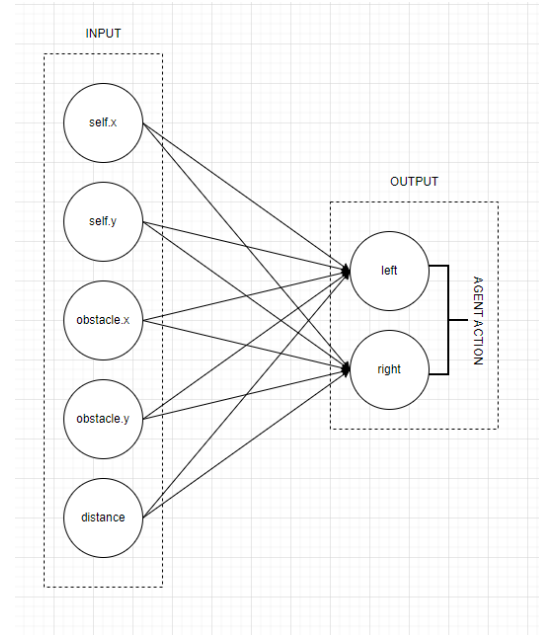 INPUT
self.x
self.y
obstacle.x
obstacle.y
distance
OUTPUT
left
right
AGENT ACTION